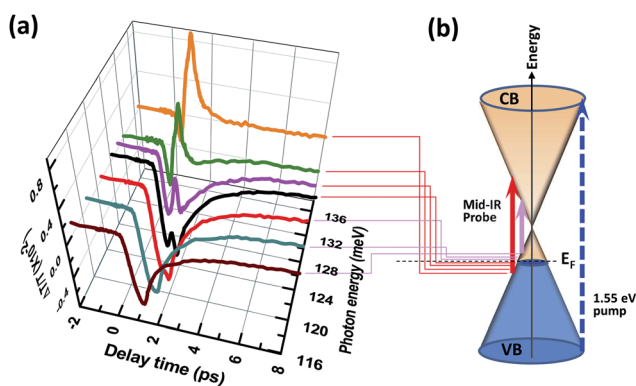 (a)
0.8
0.4
0.0
-0.4
ΔT/T (X10⁻²)
-2
0
2
4
6
8
Delay time (ps)
136
132
128
124
120
116
Photon energy (meV)
(b)
Energy
CB
Mid-IR
Probe
E_F
1.55 eV
pump
VB